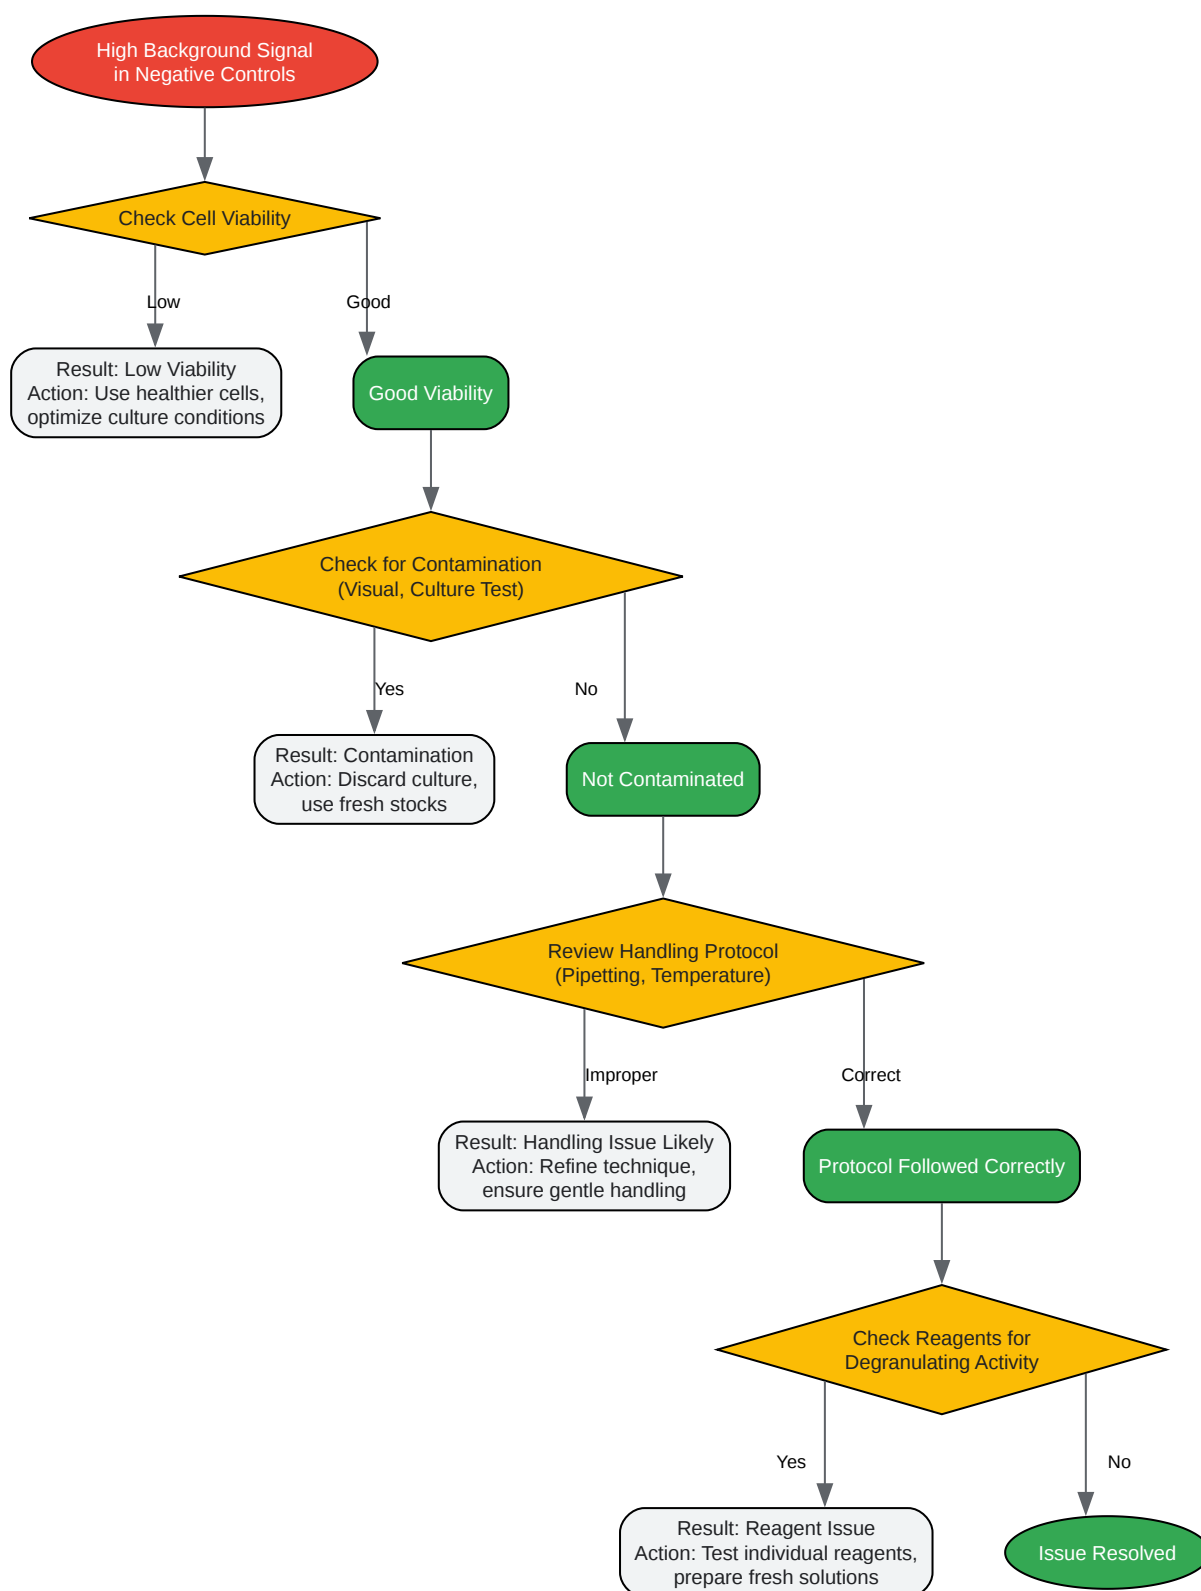 High Background Signal
in Negative Controls
Check Cell Viability
Low
Good
Result: Low Viability
Action: Use healthier cells,
optimize culture conditions
Good Viability
Check for Contamination
(Visual, Culture Test)
Yes
No
Result: Contamination
Action: Discard culture,
use fresh stocks
Not Contaminated
Review Handling Protocol
(Pipetting, Temperature)
Improper
Correct
Result: Handling Issue Likely
Action: Refine technique,
ensure gentle handling
Protocol Followed Correctly
Check Reagents for
Degranulating Activity
Yes
No
Result: Reagent Issue
Action: Test individual reagents,
prepare fresh solutions
Issue Resolved